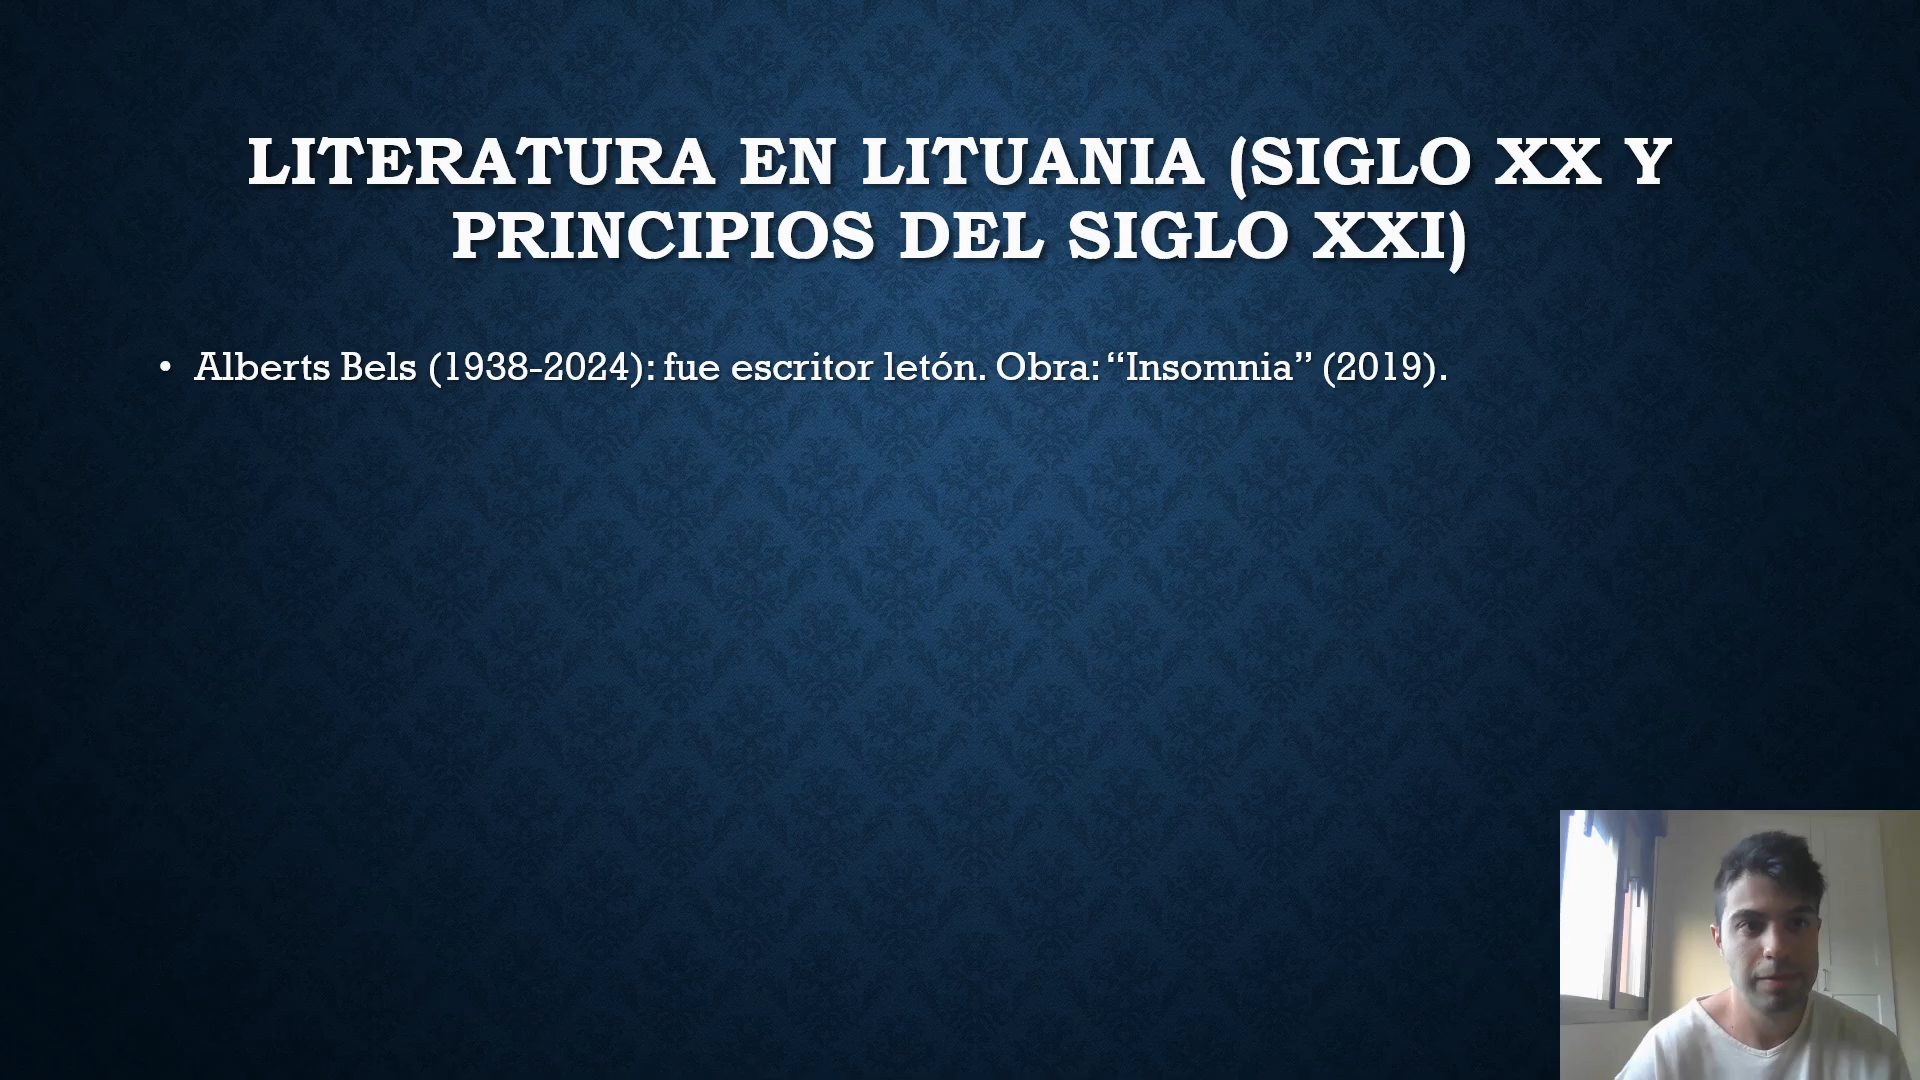 LITERATURA EN LITUANIA (SIGLO XX Y
PRINCIPIOS DEL SIGLO XXI)
• Alberts Bels (1938-2024): fue escritor letón. Obra: “Insomnia” (2019).